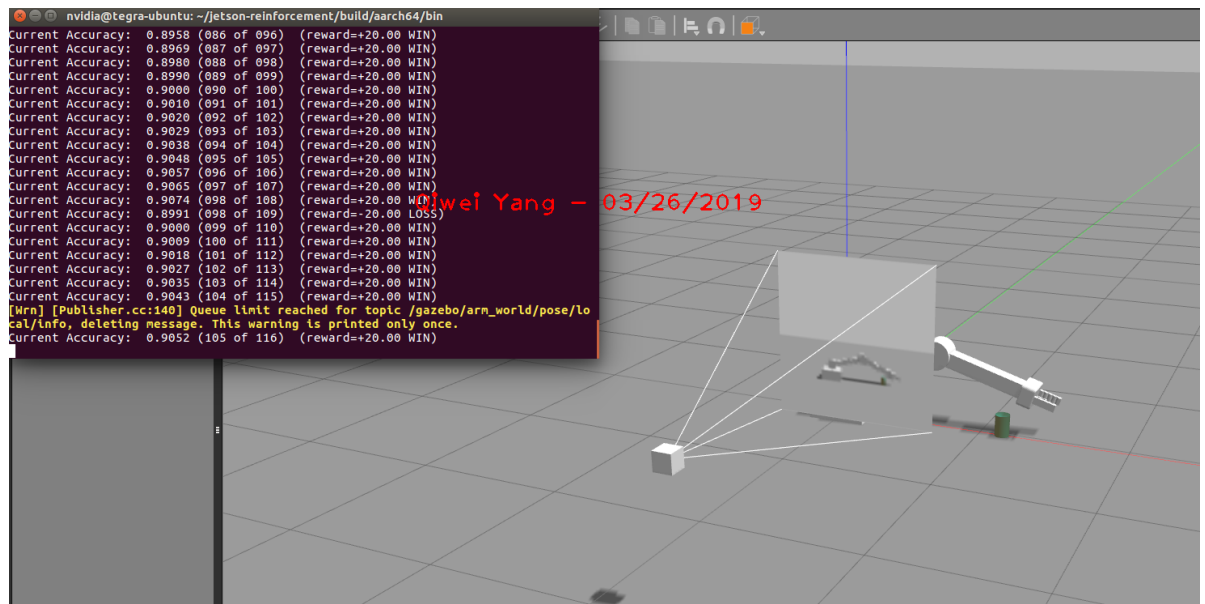 nvidia@tegra-ubuntu: ~/jetson-reinforcement/build/aarch64/bin
Current Accuracy:  0.8958 (086 of 096)  (reward=+20.00 WIN)
Current Accuracy:  0.8969 (087 of 097)  (reward=+20.00 WIN)
Current Accuracy:  0.8980 (088 of 098)  (reward=+20.00 WIN)
Current Accuracy:  0.8990 (089 of 099)  (reward=+20.00 WIN)
Current Accuracy:  0.9000 (090 of 100)  (reward=+20.00 WIN)
Current Accuracy:  0.9010 (091 of 101)  (reward=+20.00 WIN)
Current Accuracy:  0.9020 (092 of 102)  (reward=+20.00 WIN)
Current Accuracy:  0.9029 (093 of 103)  (reward=+20.00 WIN)
Current Accuracy:  0.9038 (094 of 104)  (reward=+20.00 WIN)
Current Accuracy:  0.9048 (095 of 105)  (reward=+20.00 WIN)
Current Accuracy:  0.9057 (096 of 106)  (reward=+20.00 WIN)
Current Accuracy:  0.9065 (097 of 107)  (reward=+20.00 WIN)
Current Accuracy:  0.9074 (098 of 108)  (reward=+20.00 WIN)
Qiwei Yang - 03/26/2019
Current Accuracy:  0.8991 (098 of 109)  (reward=-20.00 LOSS)
Current Accuracy:  0.9000 (099 of 110)  (reward=+20.00 WIN)
Current Accuracy:  0.9009 (100 of 111)  (reward=+20.00 WIN)
Current Accuracy:  0.9018 (101 of 112)  (reward=+20.00 WIN)
Current Accuracy:  0.9027 (102 of 113)  (reward=+20.00 WIN)
Current Accuracy:  0.9035 (103 of 114)  (reward=+20.00 WIN)
Current Accuracy:  0.9043 (104 of 115)  (reward=+20.00 WIN)
[Wrn] [Publisher.cc:140] Queue limit reached for topic /gazebo/arm_world/pose/lo
cal/info, deleting message. This warning is printed only once.
Current Accuracy:  0.9052 (105 of 116)  (reward=+20.00 WIN)